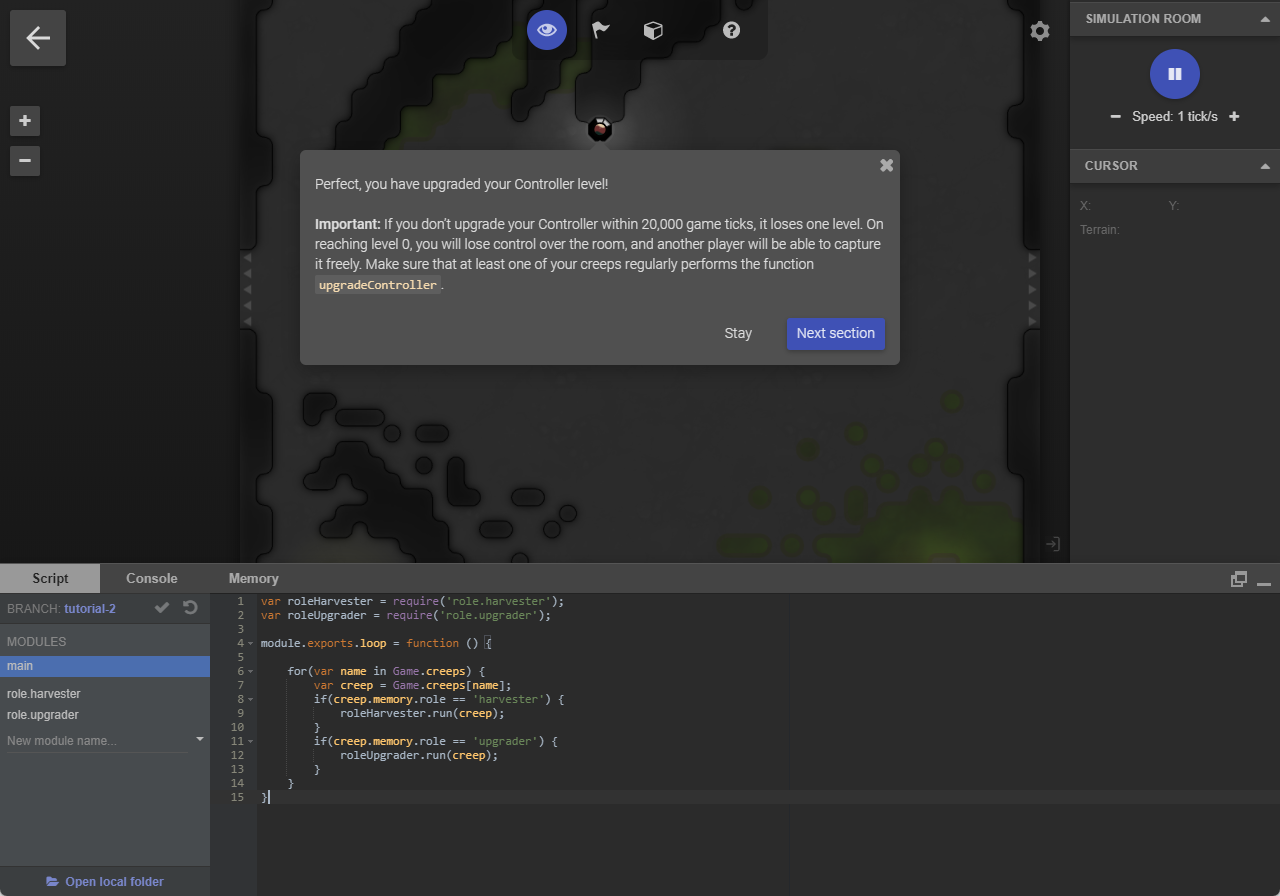 SIMULATION ROOM
Speed: 1 tick/s
CURSOR
X:
Y:
Terrain:
Perfect, you have upgraded your Controller level!
Important: If you don't upgrade your Controller within 20,000 game ticks, it loses one level. On
reaching level 0, you will lose control over the room, and another player will be able to capture
it freely. Make sure that at least one of your creeps regularly performs the function
upgradeController.
Stay
Next section
Script
Console
Memory
BRANCH: tutorial-2
MODULES
main
role.harvester
role.upgrader
New module name...
Open local folder
1 var roleHarvester = require('role.harvester');
2 var roleUpgrader = require('role.upgrader');
3
4 module.exports.loop = function () {
5
6 for(var name in Game.creeps) {
7 var creep = Game.creeps[name];
8 if(creep.memory.role == 'harvester') {
9 roleHarvester.run(creep);
10 }
11 if(creep.memory.role == 'upgrader') {
12 roleUpgrader.run(creep);
13 }
14 }
15 }